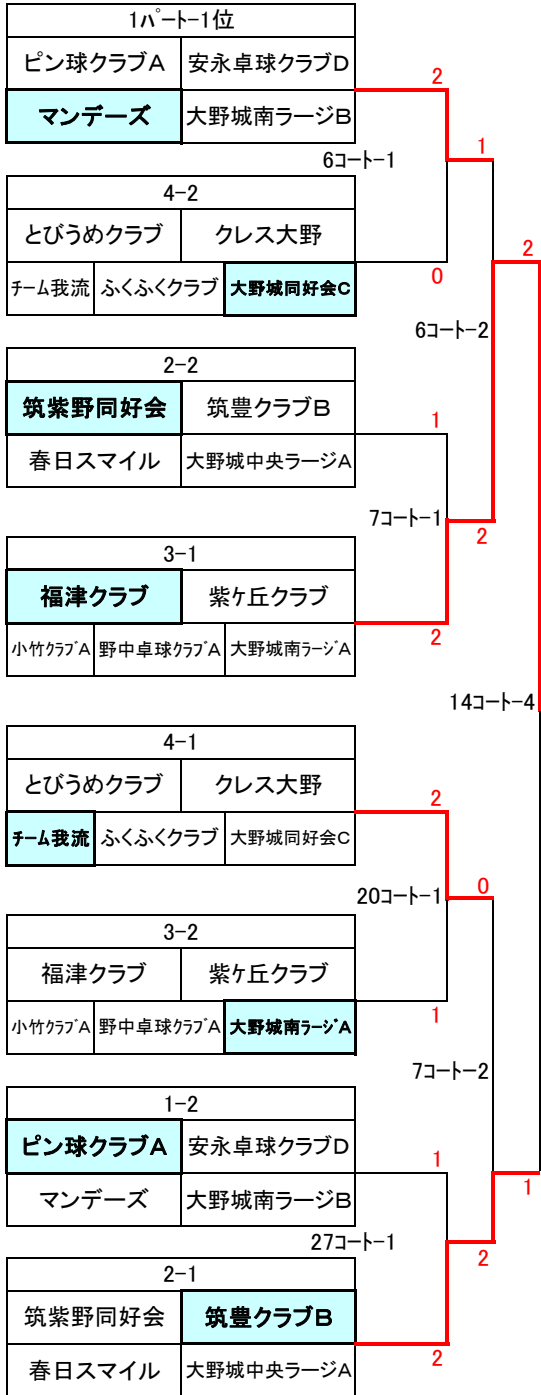 1パート-1位
ピン球クラブA 安永卓球クラブD
2
マンデーズ 大野城南ラージB
1
6コート-1
4-2
とびうめクラブ クレス大野
2
チーム我流 ふくふくクラブ 大野城同好会C
0
6コート-2
2-2
筑紫野同好会 筑豊クラブB
1
春日スマイル 大野城中央ラージA
7コート-1
2
3-1
福津クラブ 紫ケ丘クラブ
小竹クラブA 野中卓球クラブA 大野城南ラージA
2
14コート-4
4-1
とびうめクラブ クレス大野
2
チーム我流 ふくふくクラブ 大野城同好会C
0
20コート-1
3-2
福津クラブ 紫ケ丘クラブ
小竹クラブA 野中卓球クラブA 大野城南ラージA
1
7コート-2
1-2
ピン球クラブA 安永卓球クラブD
1
マンデーズ 大野城南ラージB
1
27コート-1
2
2-1
筑紫野同好会 筑豊クラブB
2
春日スマイル 大野城中央ラージA